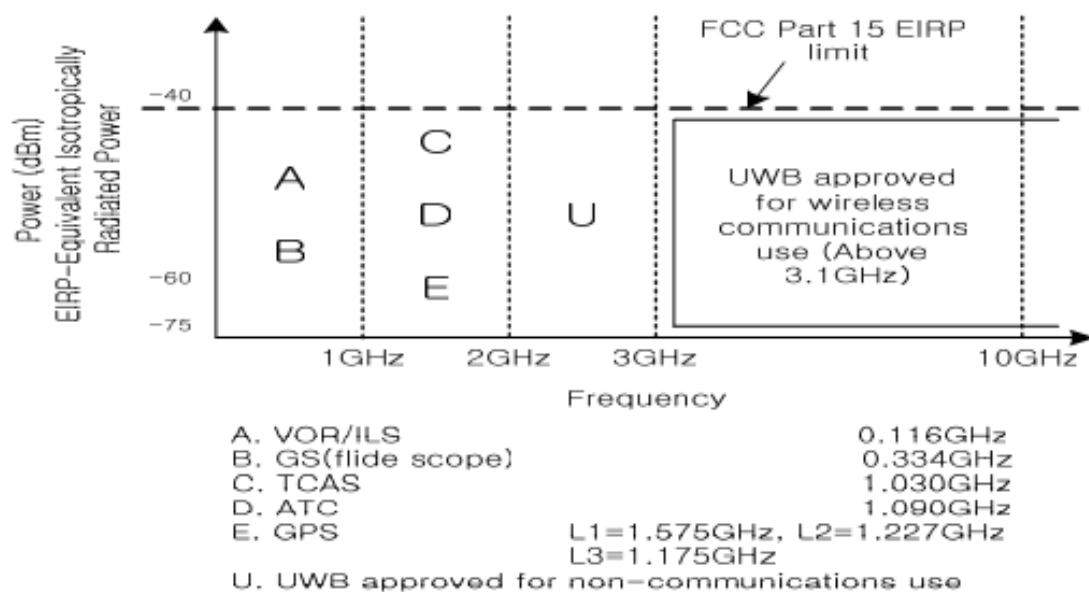 FCC Part 15 EIRP
limit
Power (dBm)
EIRP-Equivalent Isotropically
Radiated Power
-40
-60
-75
A
B
C
D
E
U
UWB approved
for wireless
communications
use (Above
3.1GHz)
1GHz 2GHz 3GHz 10GHz
Frequency
A. VOR/ILS 0.116GHz
B. GS(flide scope) 0.334GHz
C. TCAS 1.030GHz
D. ATC 1.090GHz
E. GPS L1=1.575GHz, L2=1.227GHz
L3=1.175GHz
U. UWB approved for non-communications use